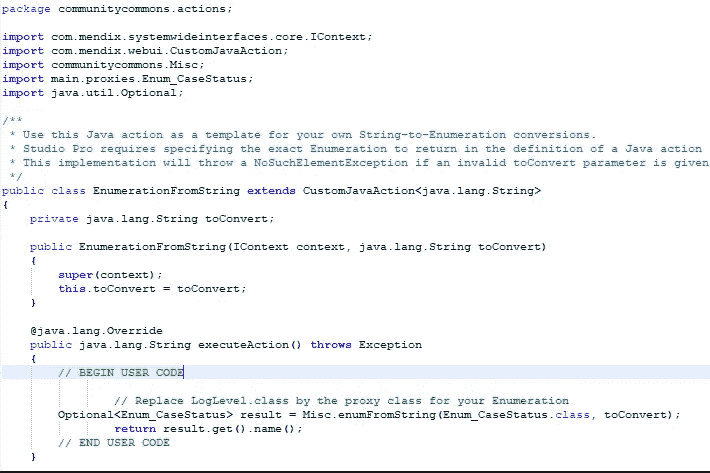 package communitycommons.actions;
import com.mendix.systemwideinterfaces.core.IContext;
import com.mendix.webui.CustomJavaAction;
import communitycommons.Misc;
import main.proxies.Enum_CaseStatus;
import java.util.Optional;
/**
* Use this Java action as a template for your own String-to-Enumeration conversions.
* Studio Pro requires specifying the exact Enumeration to return in the definition of a Java action
* This implementation will throw a NoSuchElementException if an invalid toConvert parameter is given
*/
public class EnumerationFromString extends CustomJavaAction<java.lang.String>
{
private java.lang.String toConvert;
public EnumerationFromString(IContext context, java.lang.String toConvert)
{
super(context);
this.toConvert = toConvert;
}
@java.lang.Override
public java.lang.String executeAction() throws Exception
{
// BEGIN USER CODE
// Replace LogLevel.class by the proxy class for your Enumeration
Optional<Enum_CaseStatus> result = Misc.enumFromString(Enum_CaseStatus.class, toConvert);
return result.get().name();
// END USER CODE
}